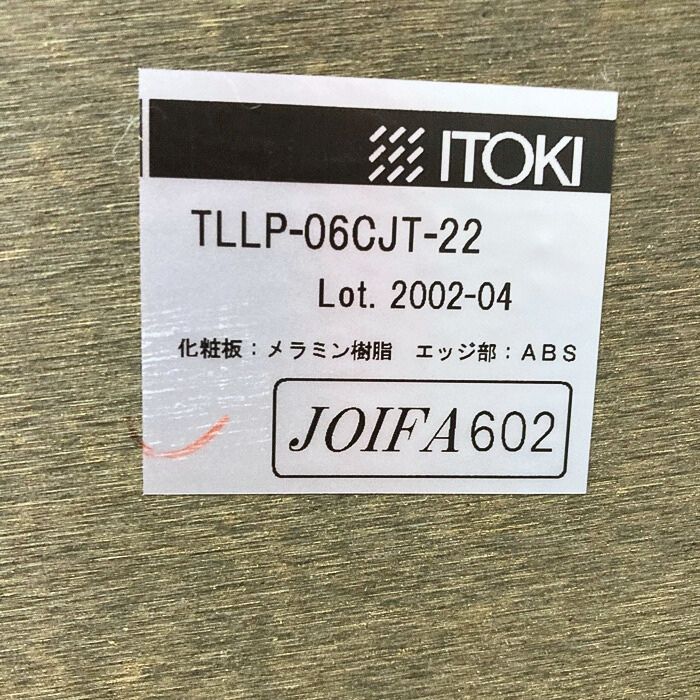 ITOKI
TLLP-06CJT-22
Lot. 2002-04
化粧板：メラミン樹脂　エッジ部：ＡＢＳ
JOIFA602